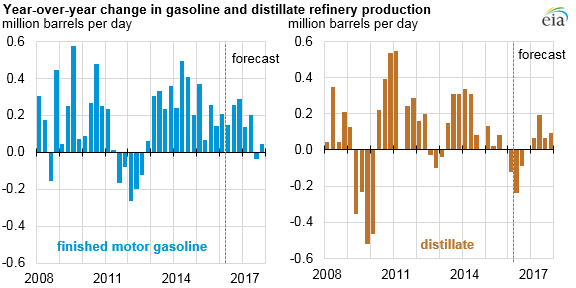 Year-over-year change in gasoline and distillate refinery production
million barrels per day
million barrels per day
eia
0.6
0.4
0.2
0.0
-0.2
-0.4
-0.6
forecast
finished motor gasoline
2008
2011
2014
2017
0.6
0.4
0.2
0.0
-0.2
-0.4
-0.6
forecast
distillate
2008
2011
2014
2017